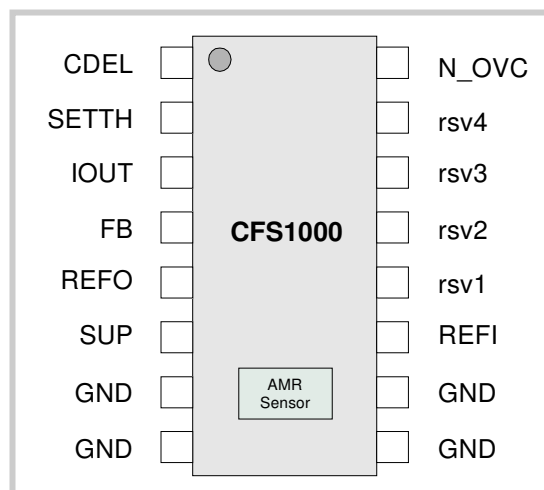 CDEL N_OVC
SETTH rsv4
IOUT rsv3
FB CFS1000 rsv2
REFO rsv1
SUP REFI
GND AMR Sensor GND
GND GND